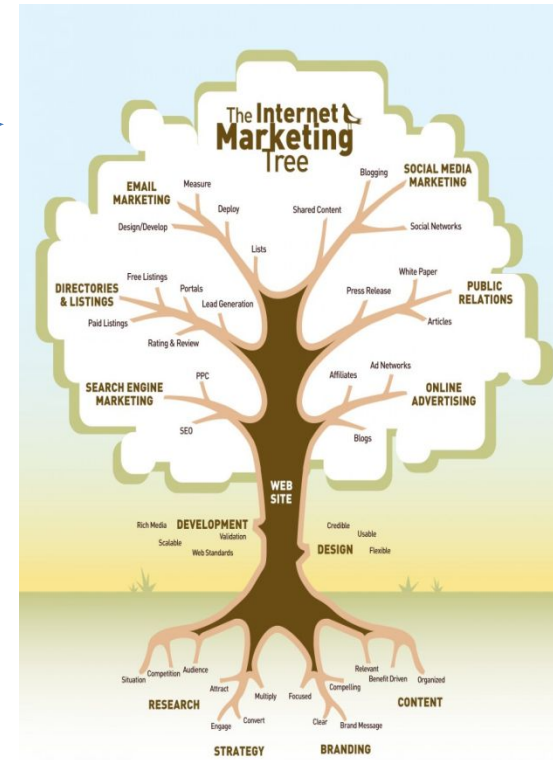 The Internet
Marketing
Tree
EMAIL
MARKETING
Measure
Deploy
Design/Develop
Lists
SOCIAL MEDIA
MARKETING
Blogging
Shared Content
Social Networks
DIRECTORIES
& LISTINGS
Free Listings
Portals
Lead Generation
Paid Listings
Rating & Review
PUBLIC
RELATIONS
White Paper
Press Release
Articles
SEARCH ENGINE
MARKETING
PPC
SEO
ONLINE
ADVERTISING
Ad Networks
Affiliates
Blogs
WEB
SITE
DEVELOPMENT
Rich Media
Validation
Scalable
Web Standards
DESIGN
Credible
Usable
Flexible
RESEARCH
Situation
Competition
Audience
STRATEGY
Attract
Engage
Convert
Multiply
BRANDING
Focused
Clear
Brand Message
Compelling
CONTENT
Relevant
Benefit Driven
Organized